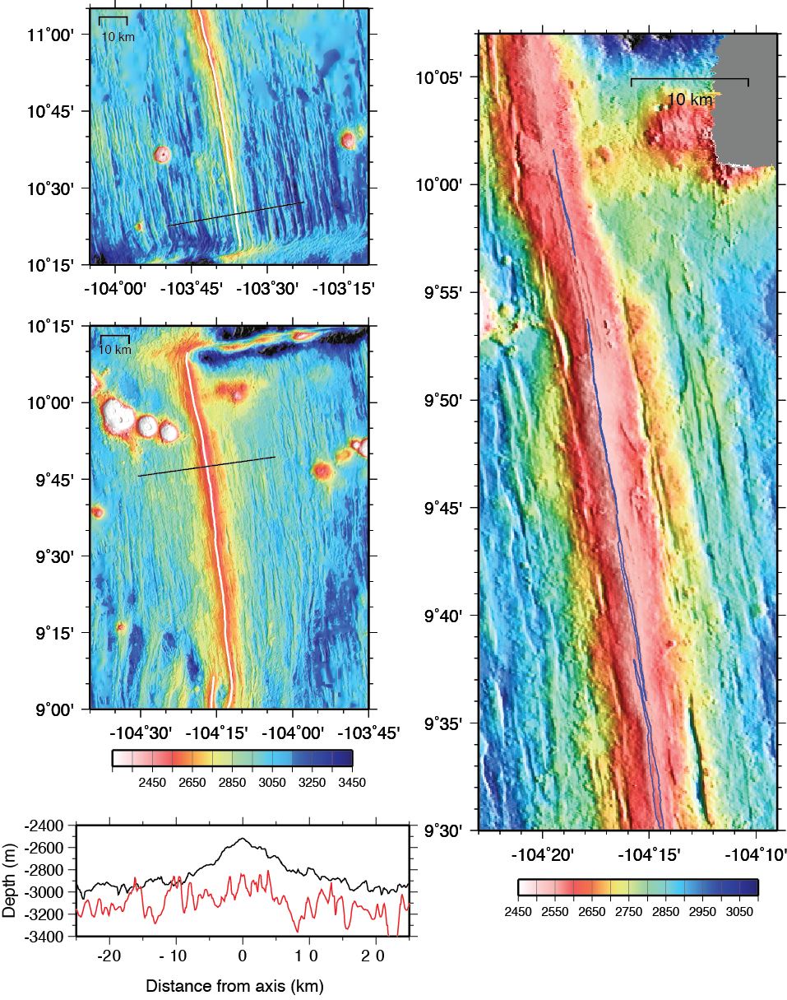 11°00'
10°45'
10°30'
10°15'
10 km
-104°00' -103°45' -103°30' -103°15'
10°15'
10°00'
9°45'
9°30'
9°15'
9°00'
10 km
-104°30' -104°15' -104°00' -103°45'
2450 2650 2850 3050 3250 3450
-2400
-2600
-2800
-3000
-3200
-3400
Depth (m)
-20 - 10 0 1 0 2 0
Distance from axis (km)
10°05'
10°00'
9°55'
9°50'
9°45'
9°40'
9°35'
9°30'
10 km
-104°20' -104°15' -104°10'
2450 2550 2650 2750 2850 2950 3050